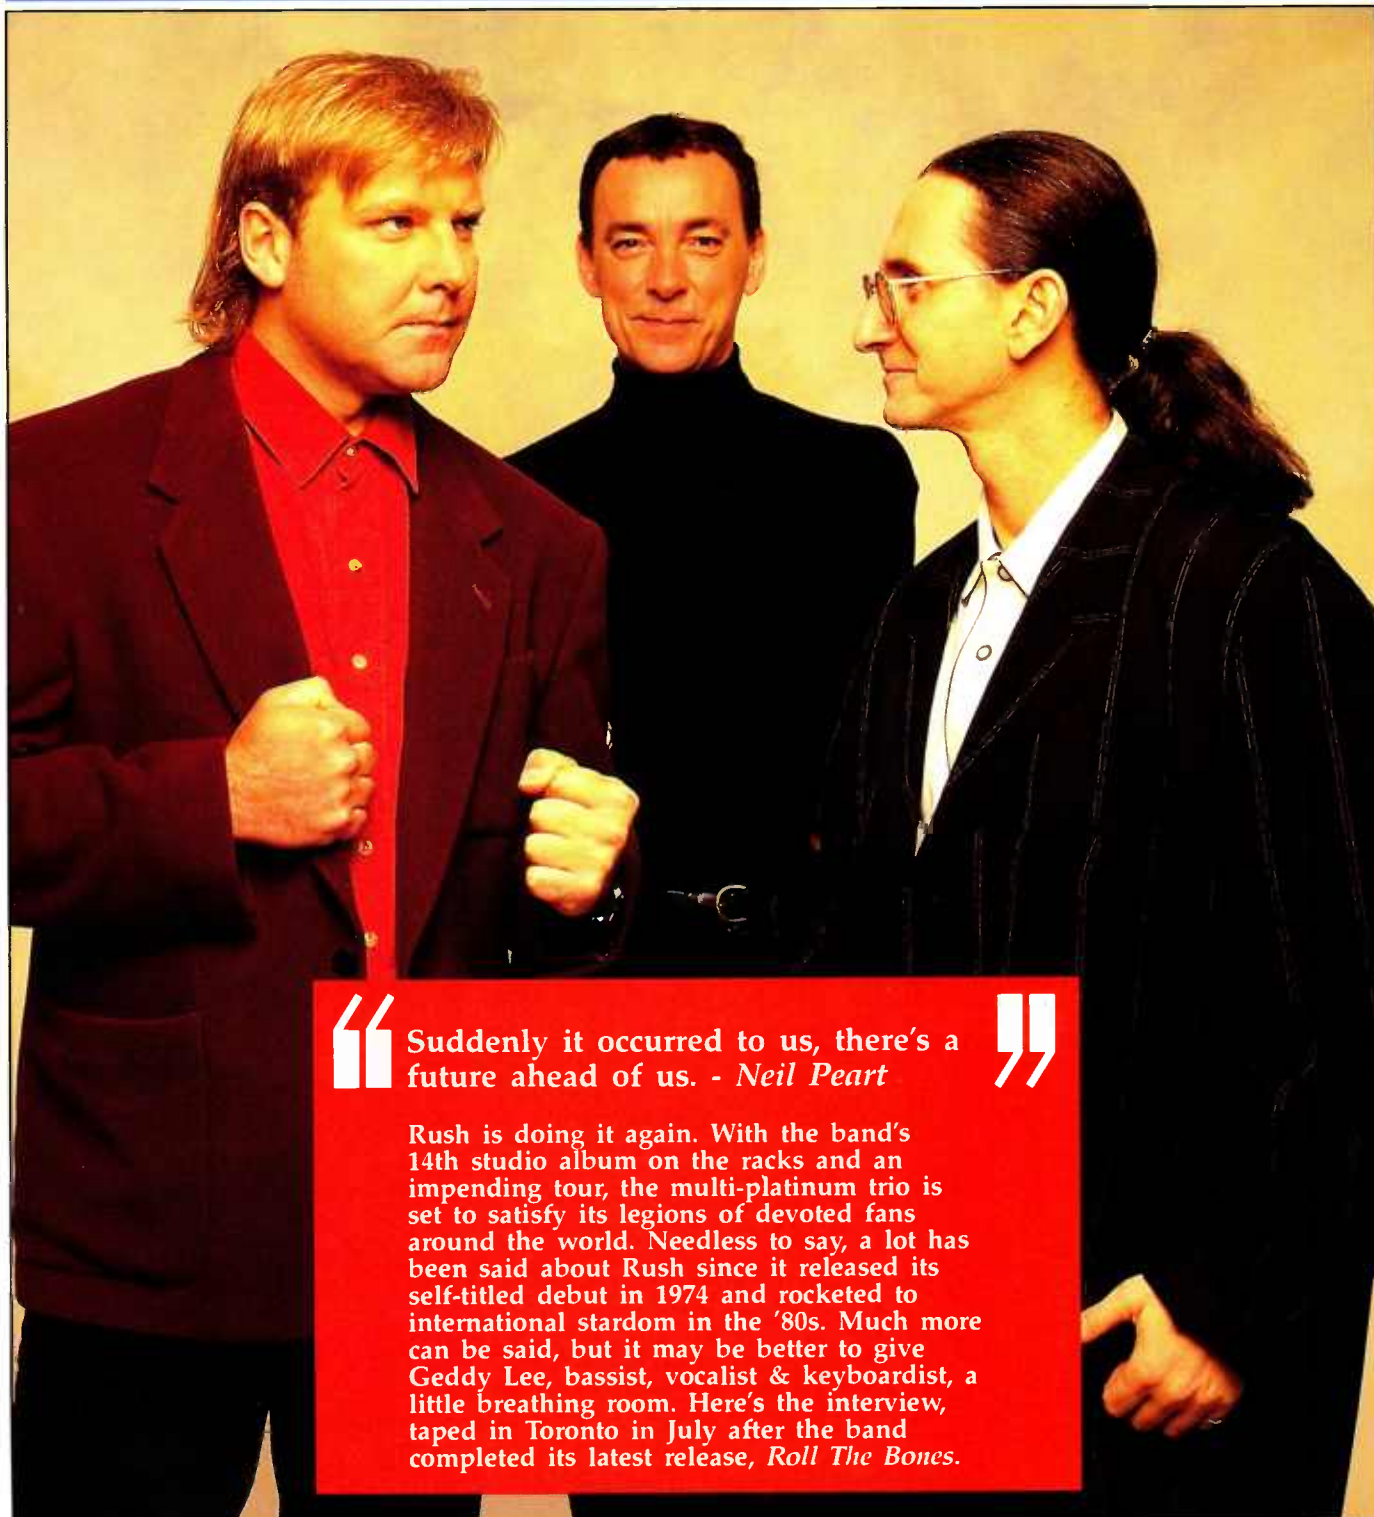 “Suddenly it occurred to us, there's a ”
future ahead of us. - Neil Peart
Rush is doing it again. With the band's
14th studio album on the racks and an
impending tour, the multi-platinum trio is
set to satisfy its legions of devoted fans
around the world. Needless to say, a lot has
been said about Rush since it released its
self-titled debut in 1974 and rocketed to
international stardom in the '80s. Much more
can be said, but it may be better to give
Geddy Lee, bassist, vocalist & keyboardist, a
little breathing room. Here's the interview,
taped in Toronto in July after the band
completed its latest release, Roll The Bones.